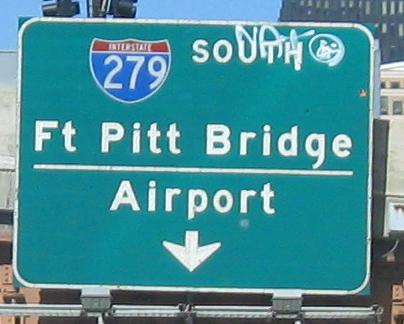 INTERSTATE
279 SOUTH
Ft Pitt Bridge
Airport